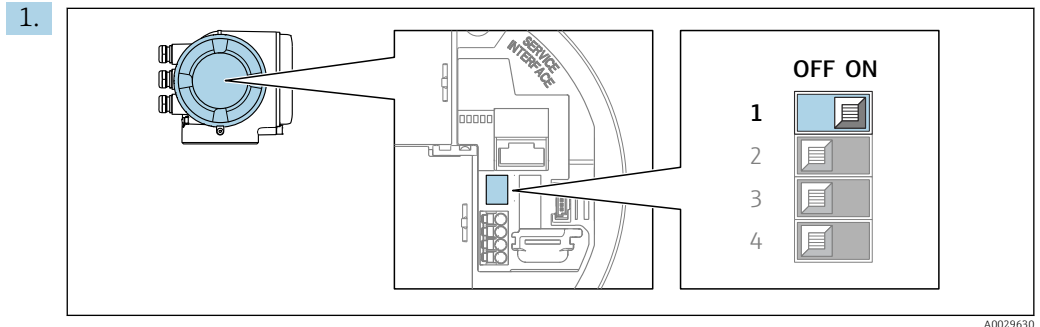 1.
SERVICE
INTERFACE
OFF ON
1
2
3
4
A0029630